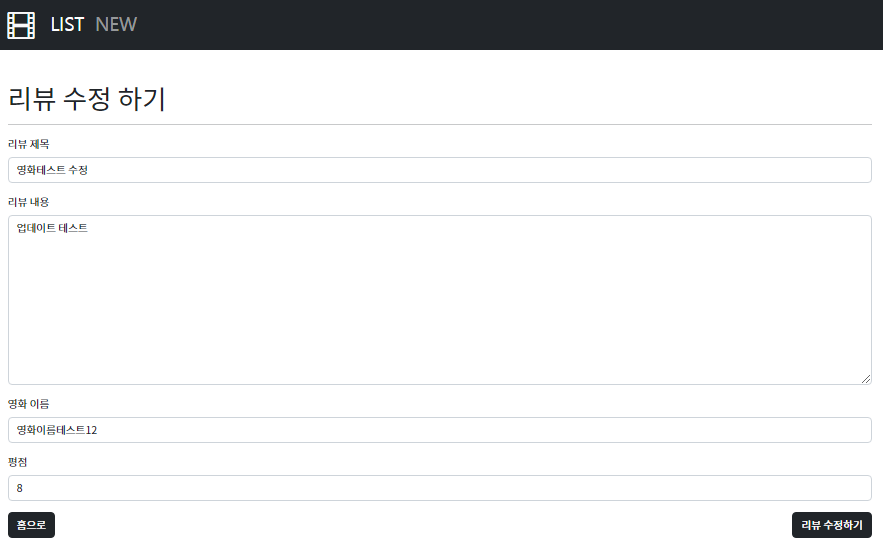 LIST NEW
리뷰 수정 하기
리뷰 제목
영화테스트 수정
리뷰 내용
업데이트 테스트
영화 이름
영화이름테스트12
평점
8
홈으로 리뷰 수정하기